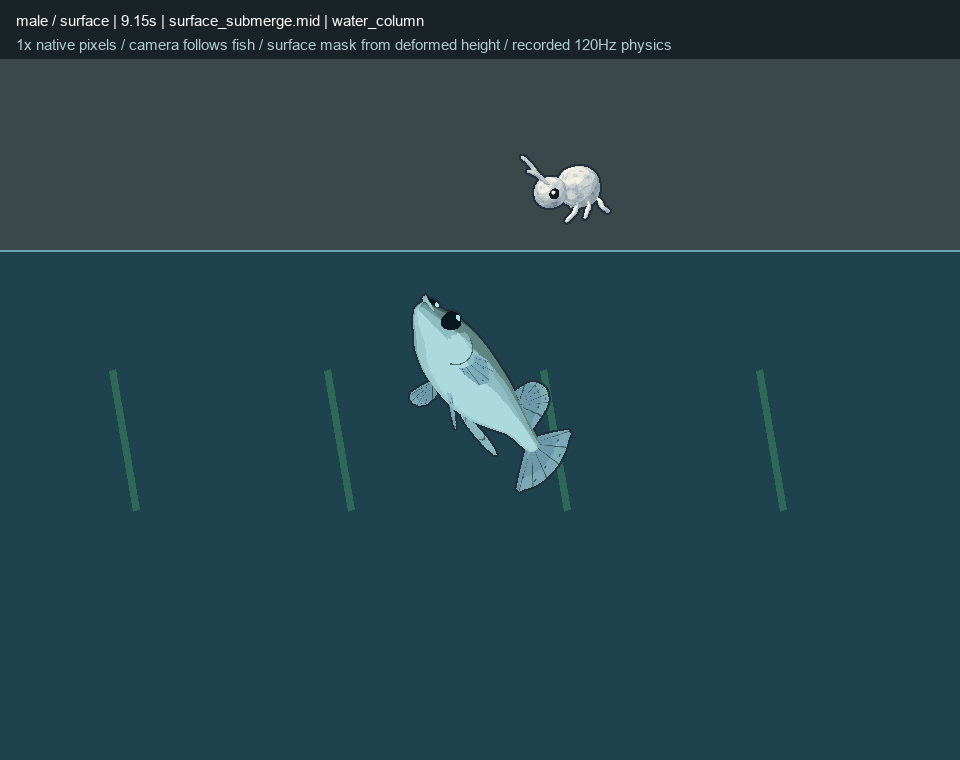 male / surface | 9.15s | surface_submerge.mid | water_column
1x native pixels / camera follows fish / surface mask from deformed height / recorded 120Hz physics